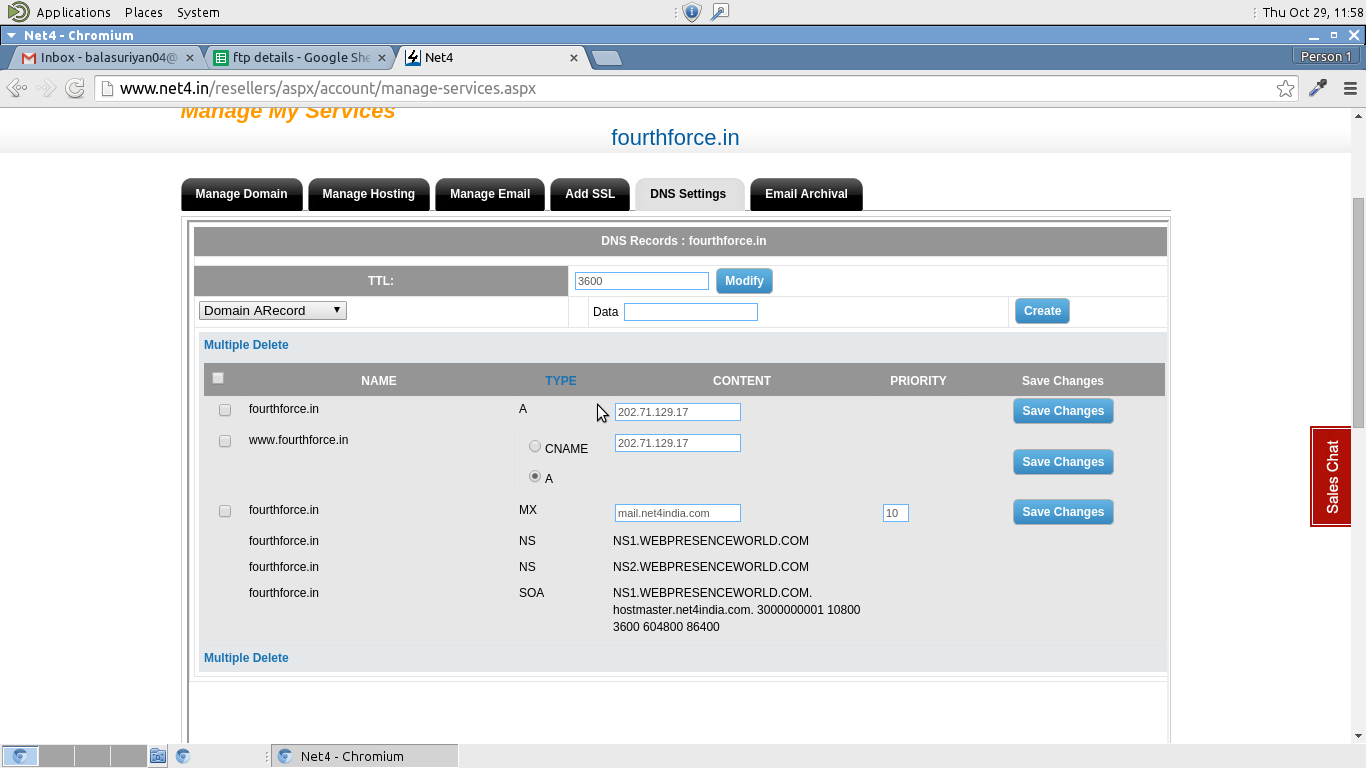 Applications Places System Thu Oct 29, 11:58
Net4 - Chromium
Inbox - balasuriyan04@ ftp details - Google She Net4 Person 1
www.net4.in/resellers/aspx/account/manage-services.aspx
Manage My Services
fourthforce.in
Manage Domain Manage Hosting Manage Email Add SSL DNS Settings Email Archival
DNS Records : fourthforce.in
TTL: 3600 Modify
Domain ARecord Data Create
Multiple Delete
NAME TYPE CONTENT PRIORITY Save Changes
fourthforce.in A 202.71.129.17 Save Changes
www.fourthforce.in CNAME 202.71.129.17 Save Changes
A
fourthforce.in MX mail.net4india.com 10 Save Changes
fourthforce.in NS NS1.WEBPRESENCEWORLD.COM
fourthforce.in NS NS2.WEBPRESENCEWORLD.COM
fourthforce.in SOA NS1.WEBPRESENCEWORLD.COM.
hostmaster.net4india.com. 3000000001 10800
3600 604800 86400
Multiple Delete
Sales Chat
Net4 - Chromium